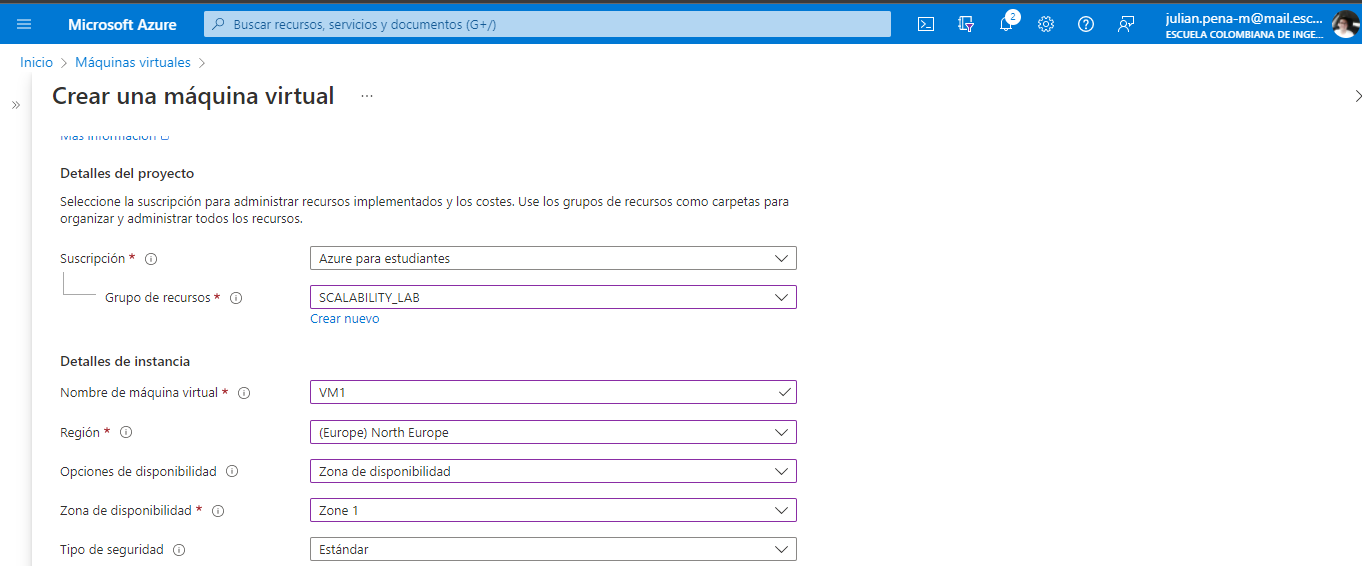 Microsoft Azure
Buscar recursos, servicios y documentos (G+/)
2
julian.pena-m@mail.esc...
ESCUELA COLOMBIANA DE INGE...
Inicio > Máquinas virtuales >
Crear una máquina virtual ...
Más información
Detalles del proyecto
Seleccione la suscripción para administrar recursos implementados y los costes. Use los grupos de recursos como carpetas para
organizar y administrar todos los recursos.
Suscripción * Azure para estudiantes
Grupo de recursos * SCALABILITY_LAB
Crear nuevo
Detalles de instancia
Nombre de máquina virtual * VM1
Región * (Europe) North Europe
Opciones de disponibilidad Zona de disponibilidad
Zona de disponibilidad * Zone 1
Tipo de seguridad Estándar